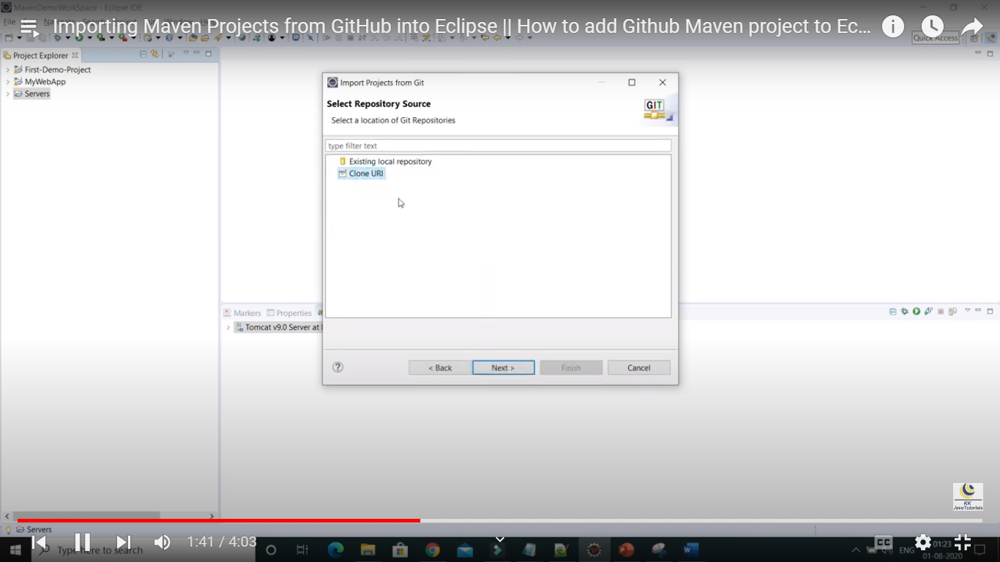 MavenDemoWorkSpace - Eclipse IDE
Importing Maven Projects from GitHub into Eclipse || How to add Github Maven project to Ec...
Quick Access
Project Explorer
First-Demo-Project
MyWebApp
Servers
Import Projects from Git
Select Repository Source
Select a location of Git Repositories
GIT
type filter text
Existing local repository
Clone URI
Markers
Properties
Tomcat v9.0 Server at
< Back
Next >
Finish
Cancel
KK
JavaTutorials
Servers
1:41 / 4:03
Type here to search
CC
ENG
01:23
01-08-2020